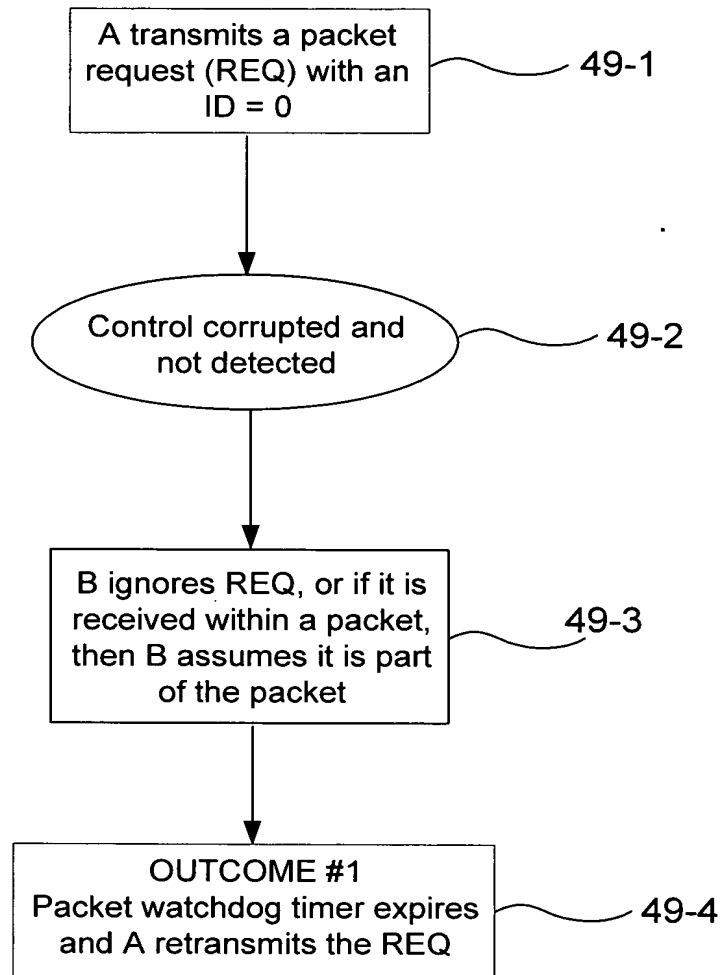 A transmits a packet
request (REQ) with an
ID = 0
49-1
Control corrupted and
not detected
49-2
B ignores REQ, or if it is
received within a packet,
then B assumes it is part
of the packet
49-3
OUTCOME #1
Packet watchdog timer expires
and A retransmits the REQ
49-4